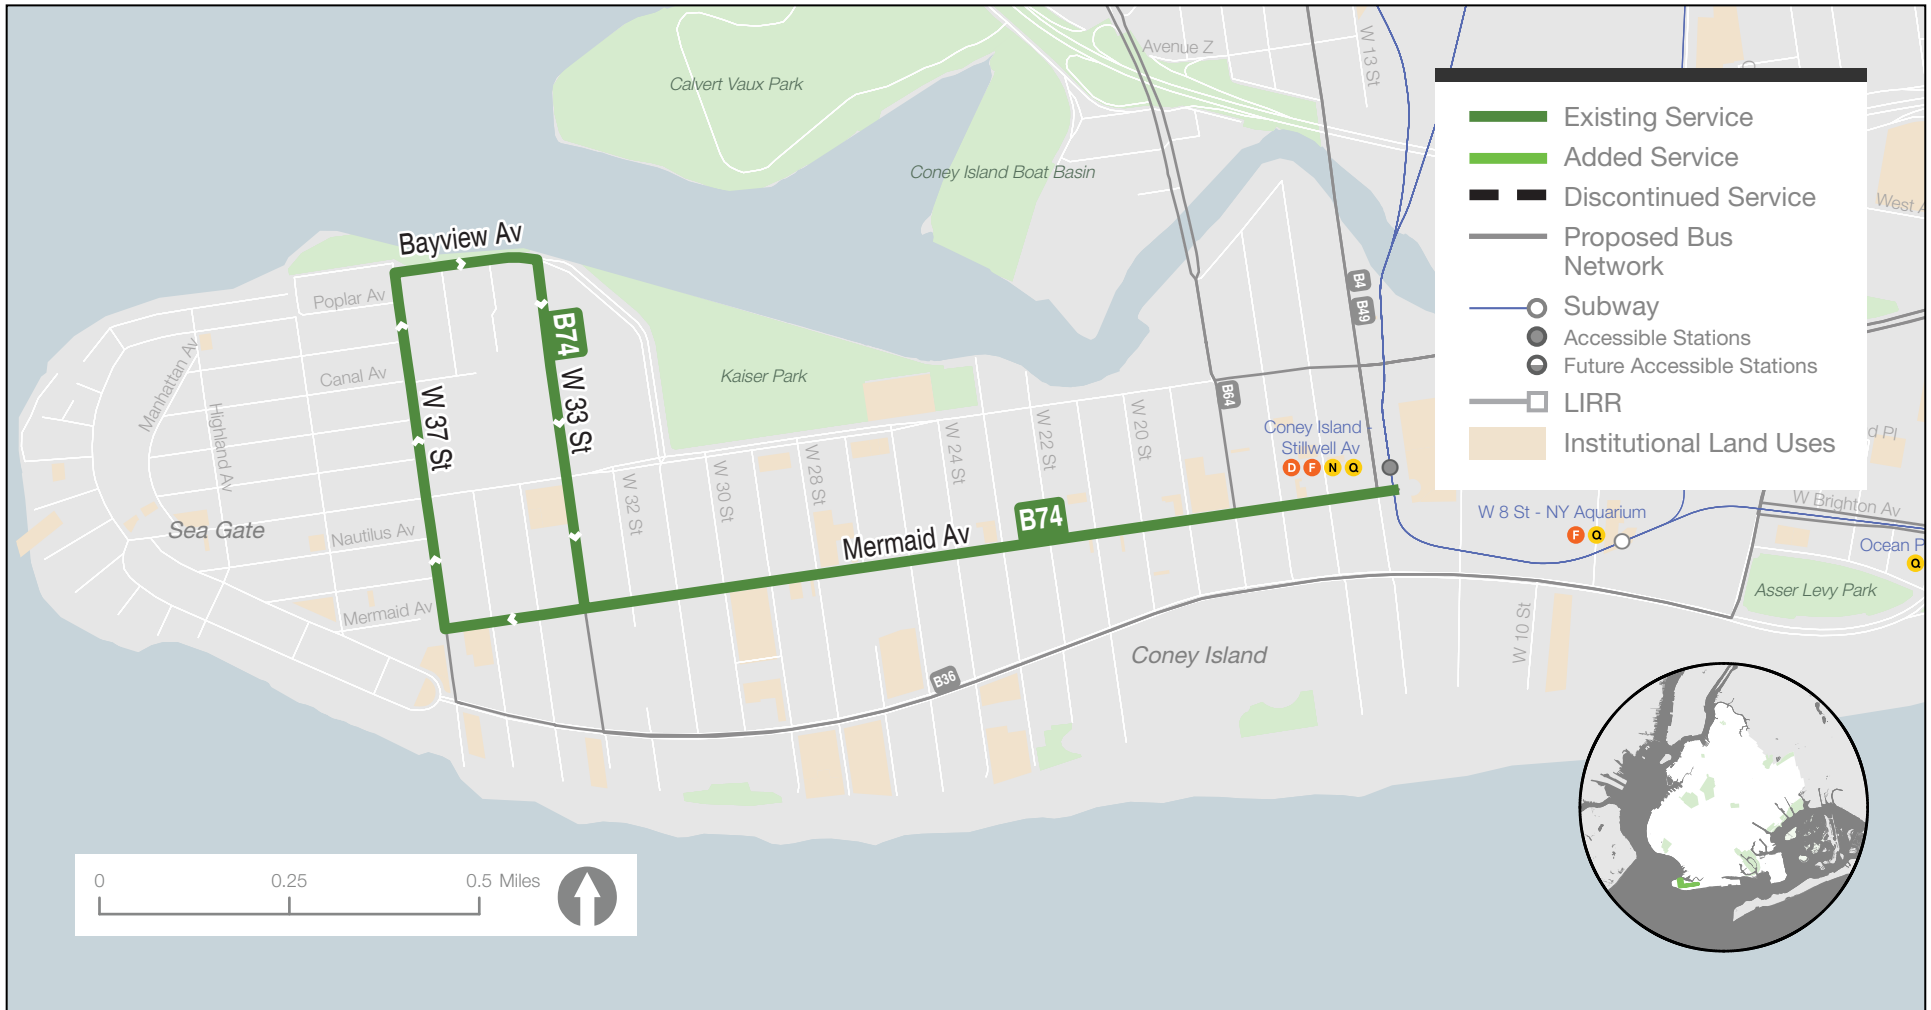 Calvert Vaux Park
Avenue Z
W 13 St
Coney Island Boat Basin
Existing Service
Added Service
Discontinued Service
Proposed Bus
Network
Subway
Accessible Stations
Future Accessible Stations
LIRR
Institutional Land Uses
West A
d Pl
Bayview Av
Poplar Av
Manhattan Av
Canal Av
Highland Av
W 37 St
B74
W 33 St
Kaiser Park
B4
B49
B64
Coney Island -
Stillwell Av
D F N Q
W 32 St
W 30 St
W 28 St
W 24 St
W 22 St
W 20 St
Sea Gate
Nautilus Av
Mermaid Av
Mermaid Av
B74
W 8 St - NY Aquarium
F Q
W Brighton Av
Ocean P
Q
Asser Levy Park
W 10 St
Coney Island
B36
0 0.25 0.5 Miles